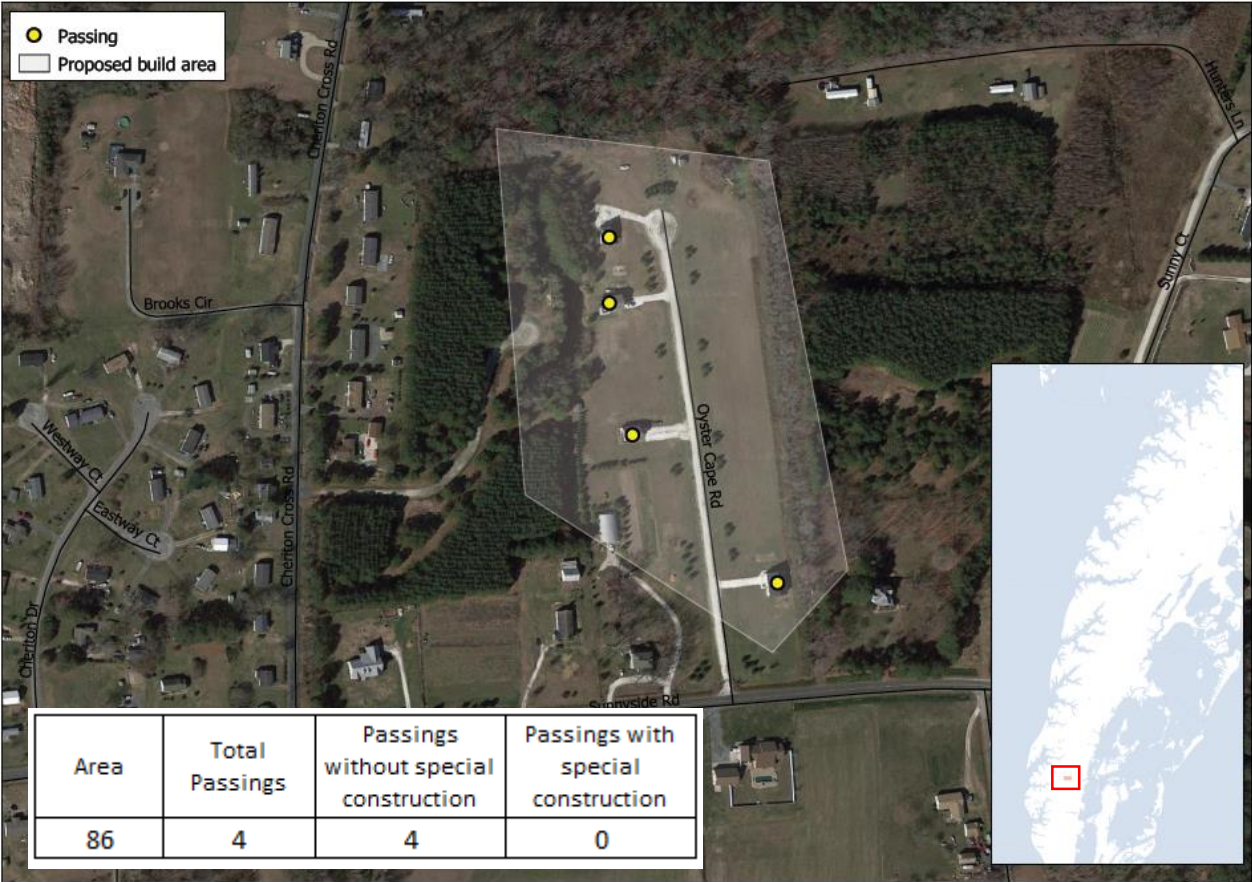 Passing
Proposed build area
Cheriton Cross Rd
Hunters Ln
Sunny Ct
Brooks Cir
Oyster Cape Rd
Westway Ct
Eastway Ct
Cheriton Cross Rd
Cheriton Dr
Sunnyside Rd
Area
Total
Passings
Passings
without special
construction
Passings with
special
construction
86
4
4
0